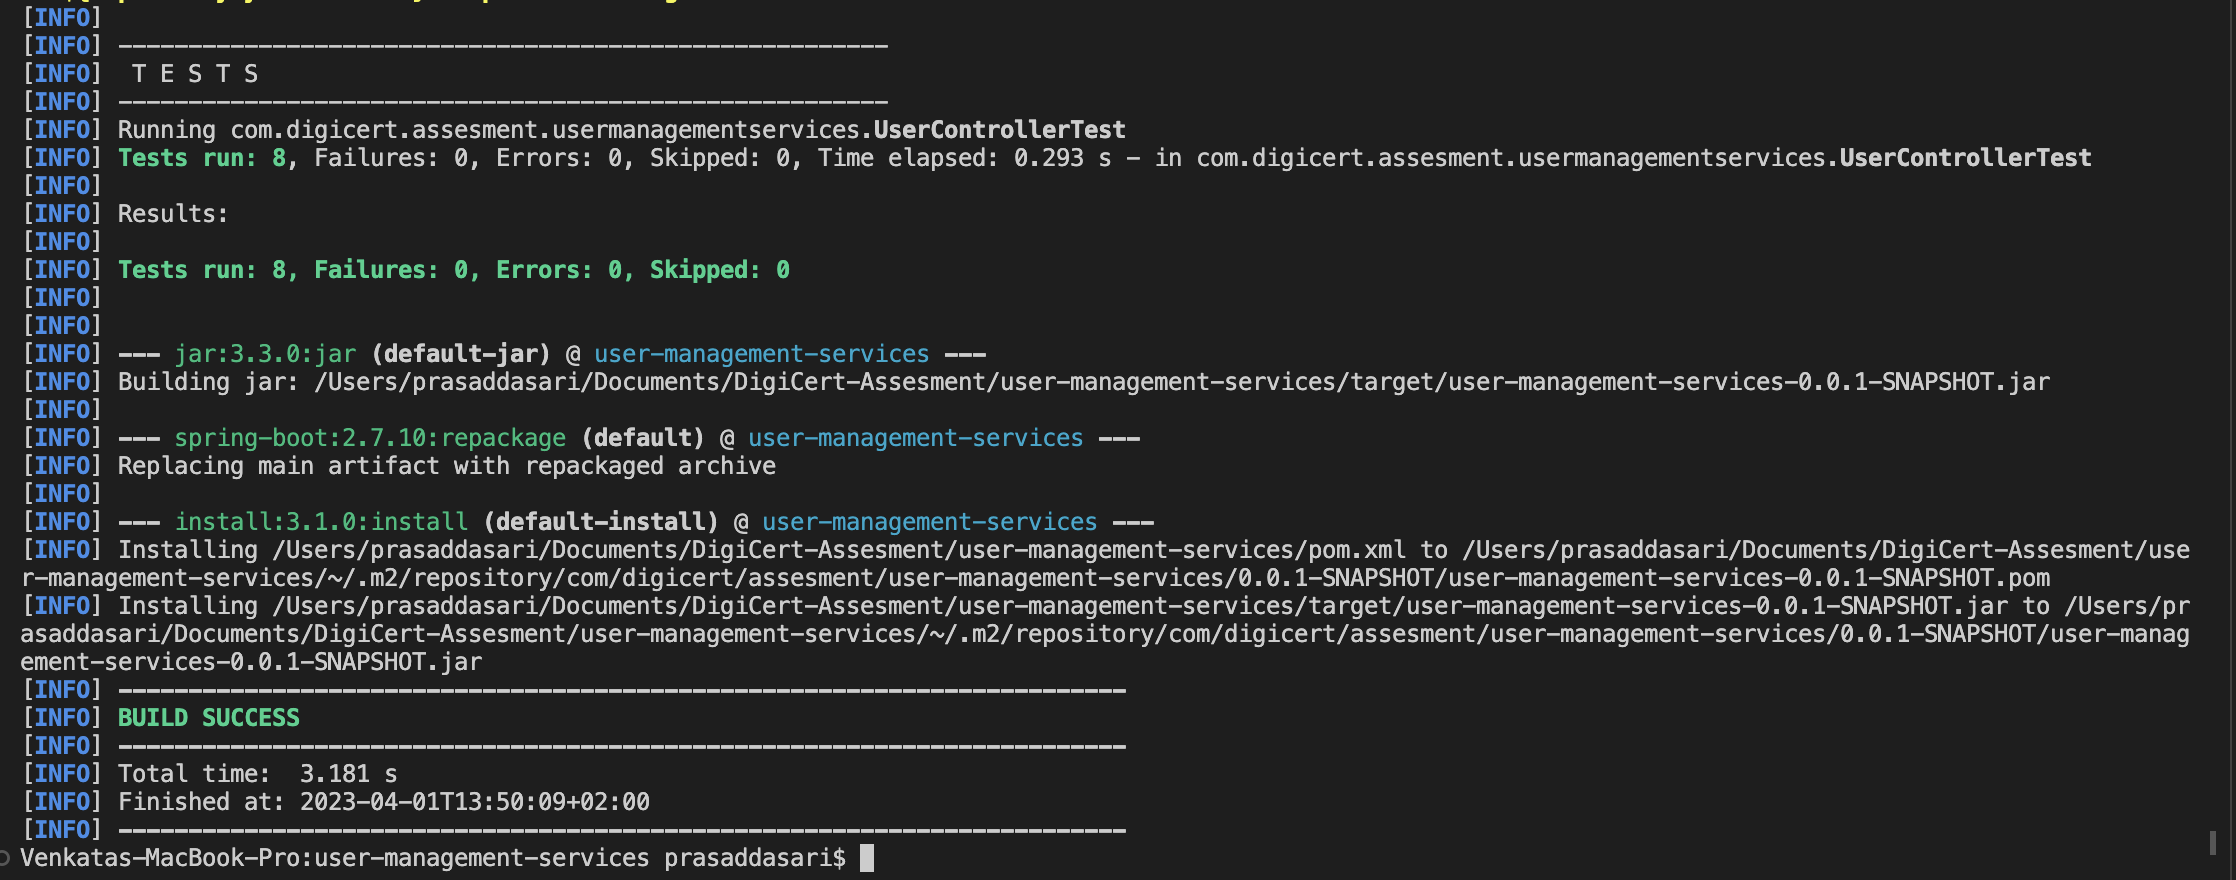 [INFO]
[INFO] -------------------------------------------------------
[INFO]  T E S T S
[INFO] -------------------------------------------------------
[INFO] Running com.digicert.assesment.usermanagementservices.UserControllerTest
[INFO] Tests run: 8, Failures: 0, Errors: 0, Skipped: 0, Time elapsed: 0.293 s - in com.digicert.assesment.usermanagementservices.UserControllerTest
[INFO]
[INFO] Results:
[INFO]
[INFO] Tests run: 8, Failures: 0, Errors: 0, Skipped: 0
[INFO]
[INFO]
[INFO] --- jar:3.3.0:jar (default-jar) @ user-management-services ---
[INFO] Building jar: /Users/prasaddasari/Documents/DigiCert-Assesment/user-management-services/target/user-management-services-0.0.1-SNAPSHOT.jar
[INFO]
[INFO] --- spring-boot:2.7.10:repackage (default) @ user-management-services ---
[INFO] Replacing main artifact with repackaged archive
[INFO]
[INFO] --- install:3.1.0:install (default-install) @ user-management-services ---
[INFO] Installing /Users/prasaddasari/Documents/DigiCert-Assesment/user-management-services/pom.xml to /Users/prasaddasari/Documents/DigiCert-Assesment/use
r-management-services/~/.m2/repository/com/digicert/assesment/user-management-services/0.0.1-SNAPSHOT/user-management-services-0.0.1-SNAPSHOT.pom
[INFO] Installing /Users/prasaddasari/Documents/DigiCert-Assesment/user-management-services/target/user-management-services-0.0.1-SNAPSHOT.jar to /Users/pr
asaddasari/Documents/DigiCert-Assesment/user-management-services/~/.m2/repository/com/digicert/assesment/user-management-services/0.0.1-SNAPSHOT/user-manag
ement-services-0.0.1-SNAPSHOT.jar
[INFO] ------------------------------------------------------------------------
[INFO] BUILD SUCCESS
[INFO] ------------------------------------------------------------------------
[INFO] Total time:  3.181 s
[INFO] Finished at: 2023-04-01T13:50:09+02:00
[INFO] ------------------------------------------------------------------------
Venkatas-MacBook-Pro:user-management-services prasaddasari$